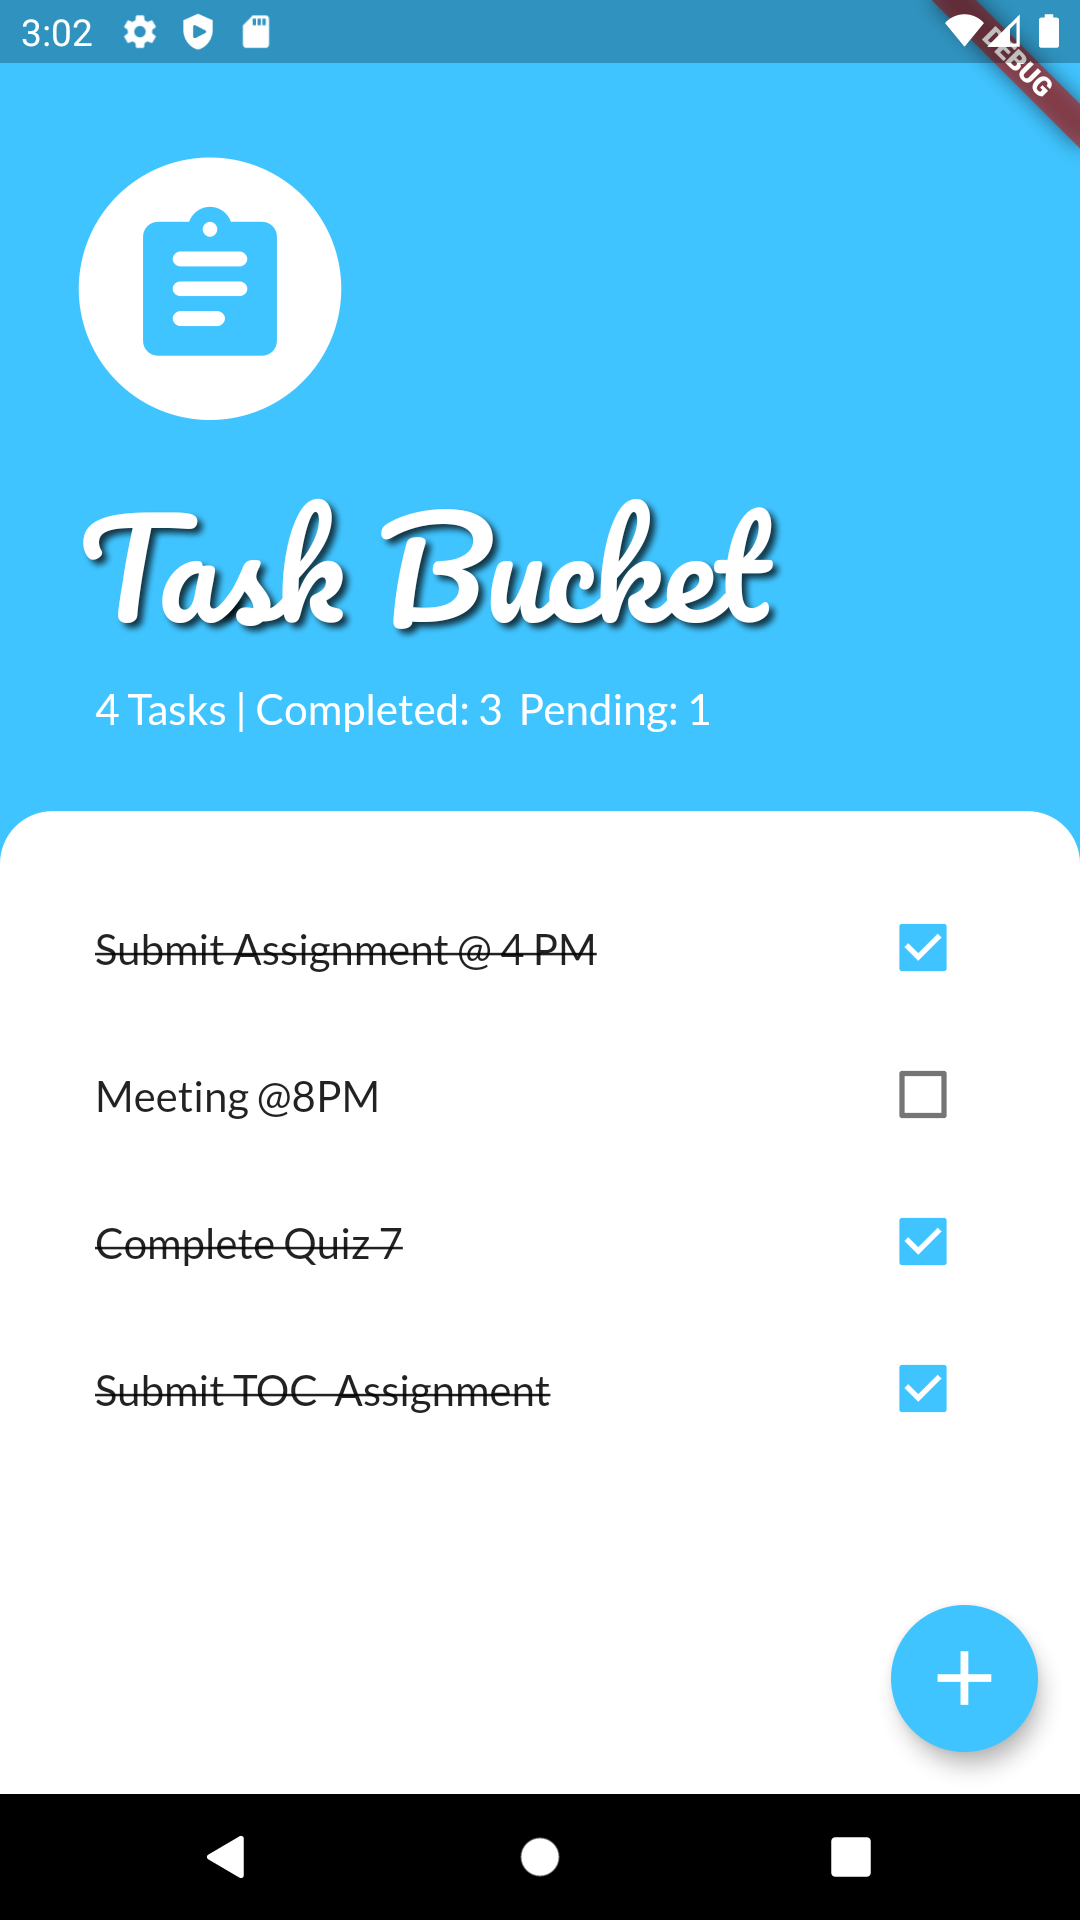 3:02
DEBUG
Task Bucket
4 Tasks | Completed: 3  Pending: 1
Submit Assignment @ 4 PM
Meeting @8PM
Complete Quiz 7
Submit TOC  Assignment